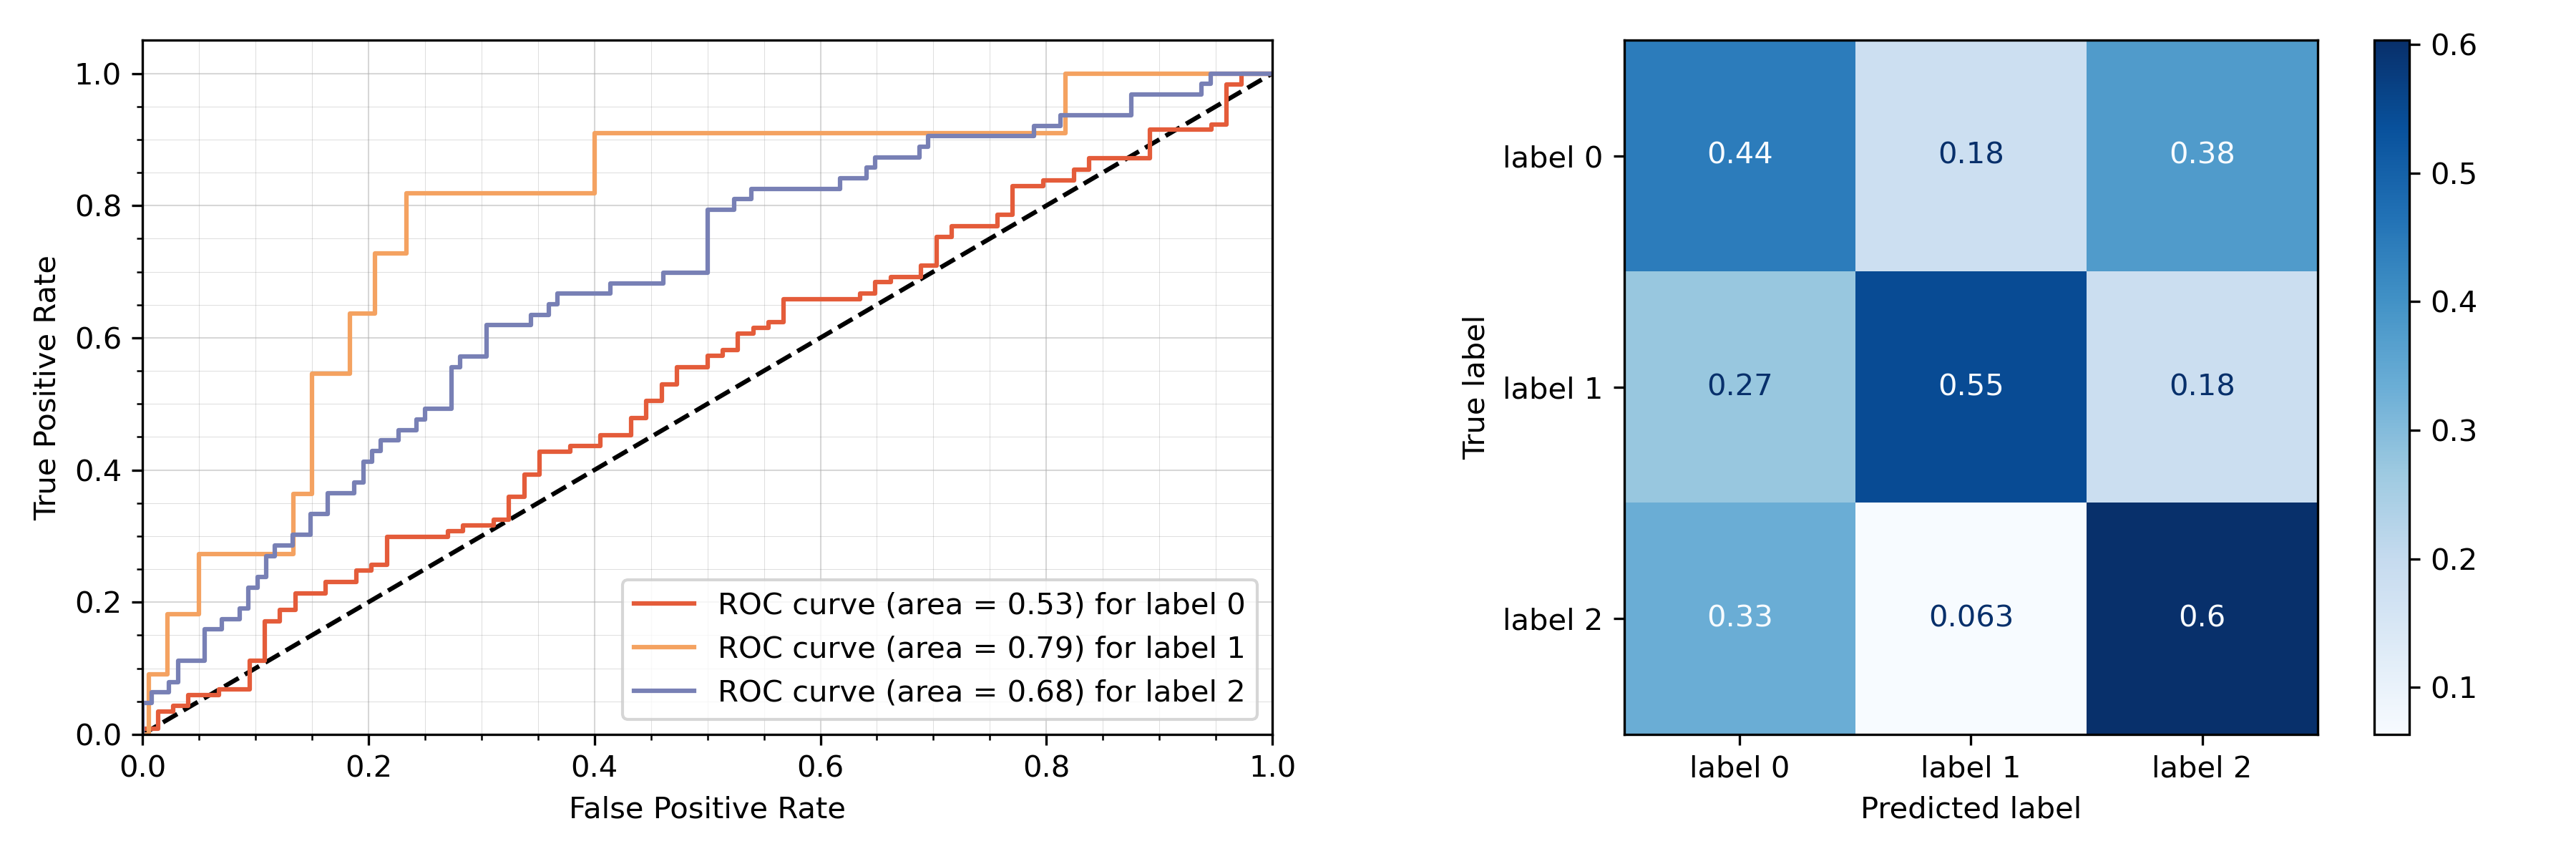 1.0
0.8
0.6
0.4
0.2
0.0
True Positive Rate
0.0 0.2 0.4 0.6 0.8 1.0
False Positive Rate
ROC curve (area = 0.53) for label 0
ROC curve (area = 0.79) for label 1
ROC curve (area = 0.68) for label 2
True label
label 0
label 1
label 2
0.44 0.18 0.38
0.27 0.55 0.18
0.33 0.063 0.6
label 0 label 1 label 2
Predicted label
0.6
0.5
0.4
0.3
0.2
0.1